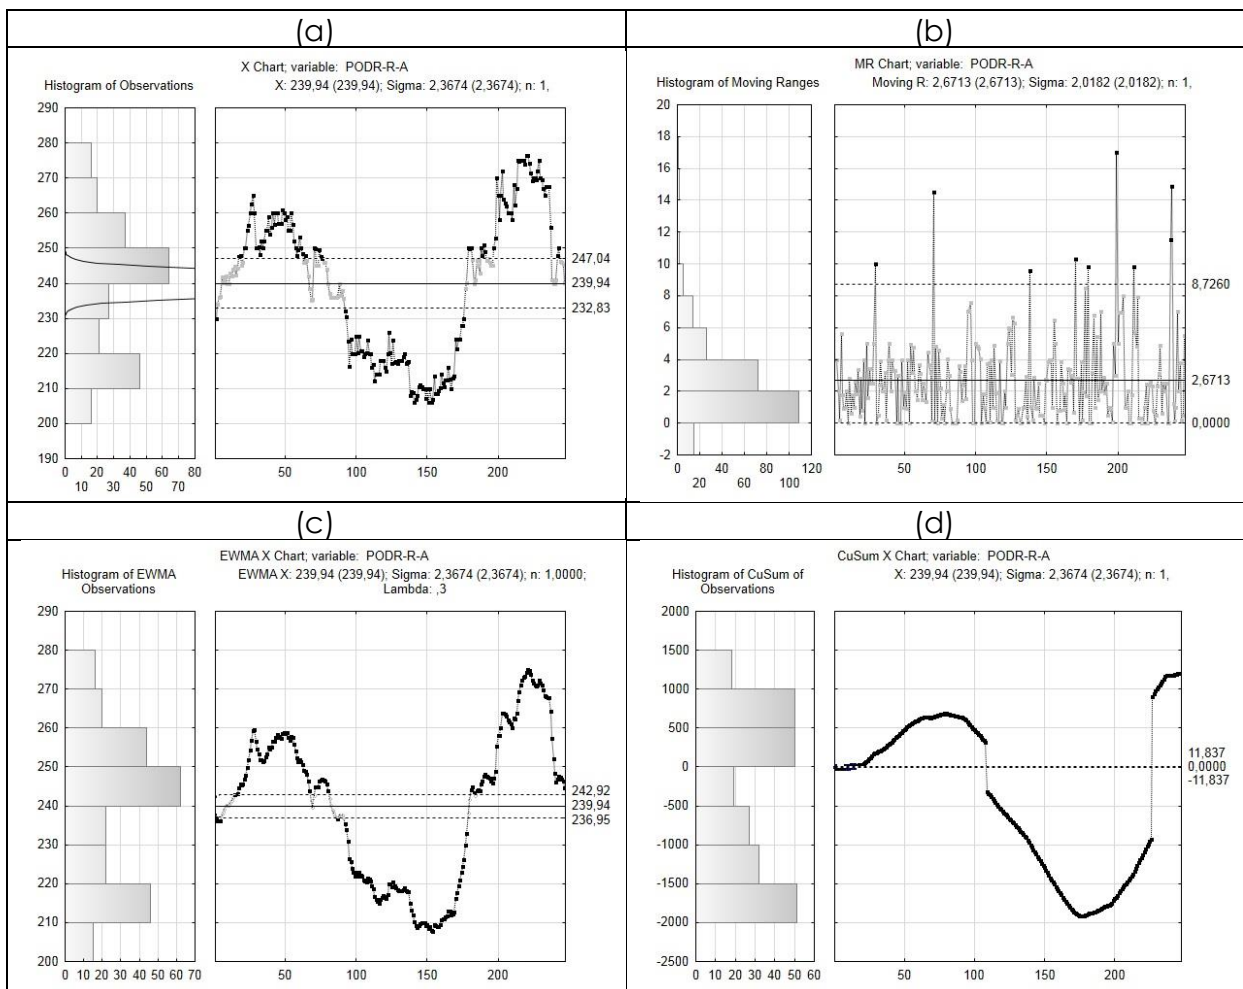 (a)
X Chart; variable: PODR-R-A
Histogram of Observations
X: 239,94 (239,94); Sigma: 2,3674 (2,3674); n: 1,
290
280
270
260
250
240
230
220
210
200
190
0 20 40 60 80
10 30 50 70
50 100 150 200
247,04
239,94
232,83
(b)
MR Chart; variable: PODR-R-A
Histogram of Moving Ranges
Moving R: 2,6713 (2,6713); Sigma: 2,0182 (2,0182); n: 1,
20
18
16
14
12
10
8
6
4
2
0
-2
0 40 80 120
20 60 100
50 100 150 200
8,7260
2,6713
0,0000
(c)
EWMA X Chart; variable: PODR-R-A
Histogram of EWMA
Observations
EWMA X: 239,94 (239,94); Sigma: 2,3674 (2,3674); n: 1,0000;
Lambda: ,3
290
280
270
260
250
240
230
220
210
200
0 10 20 30 40 50 60 70
50 100 150 200
242,92
239,94
236,95
(d)
CuSum X Chart; variable: PODR-R-A
Histogram of CuSum of
Observations
X: 239,94 (239,94); Sigma: 2,3674 (2,3674); n: 1,
2000
1500
1000
500
0
-500
-1000
-1500
-2000
-2500
0 10 20 30 40 50 60
50 100 150 200
11,837
0,0000
-11,837